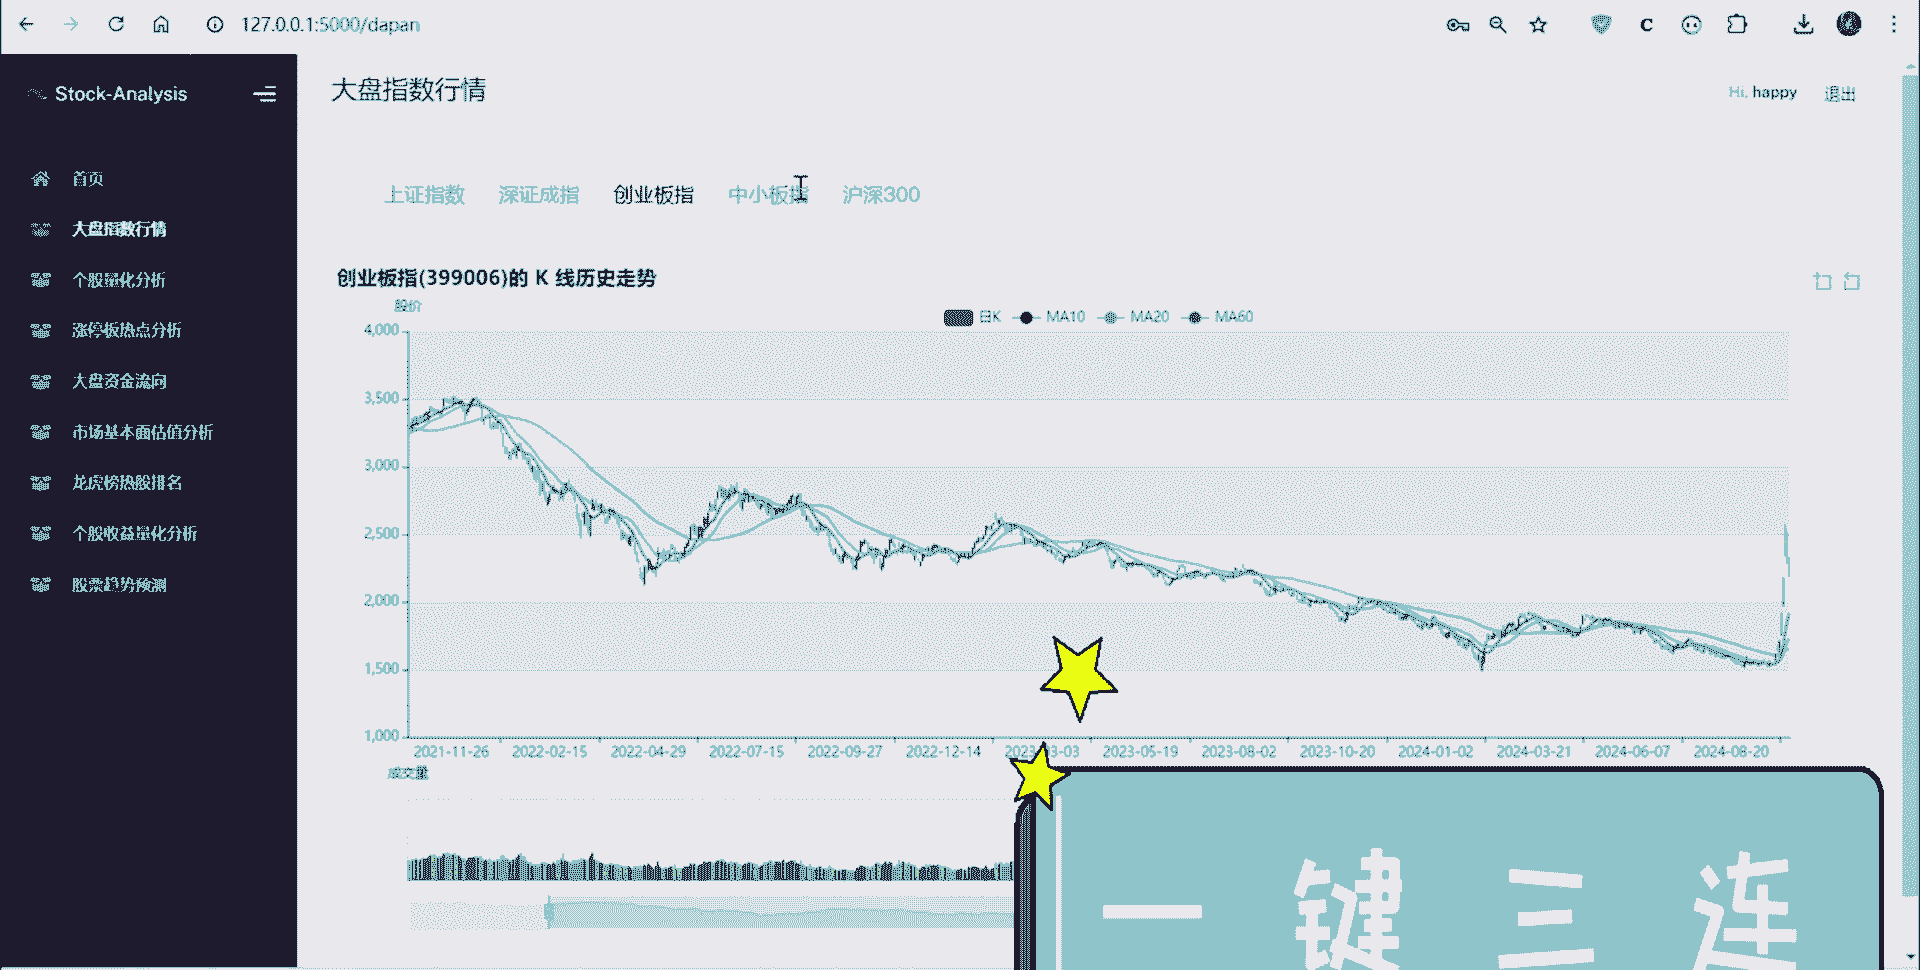 127.0.0.1:5000/dapan
Stock-Analysis
大盘指数行情
Hi, happy 退出
首页
大盘指数行情
个股量化分析
涨停板热点分析
大盘资金流向
市场基本面估值分析
龙虎榜热股排名
个股收益量化分析
股票趋势预测
上证指数 深证成指 创业板指 中小板指 沪深300
创业板指(399006)的 K 线历史走势
股价
日K MA10 MA20 MA60
4,000
3,500
3,000
2,500
2,000
1,500
1,000
2021-11-26 2022-02-15 2022-04-29 2022-07-15 2022-09-27 2022-12-14 2023-03-03 2023-05-19 2023-08-02 2023-10-20 2024-01-02 2024-03-21 2024-06-07 2024-08-20
成交量
一键三连